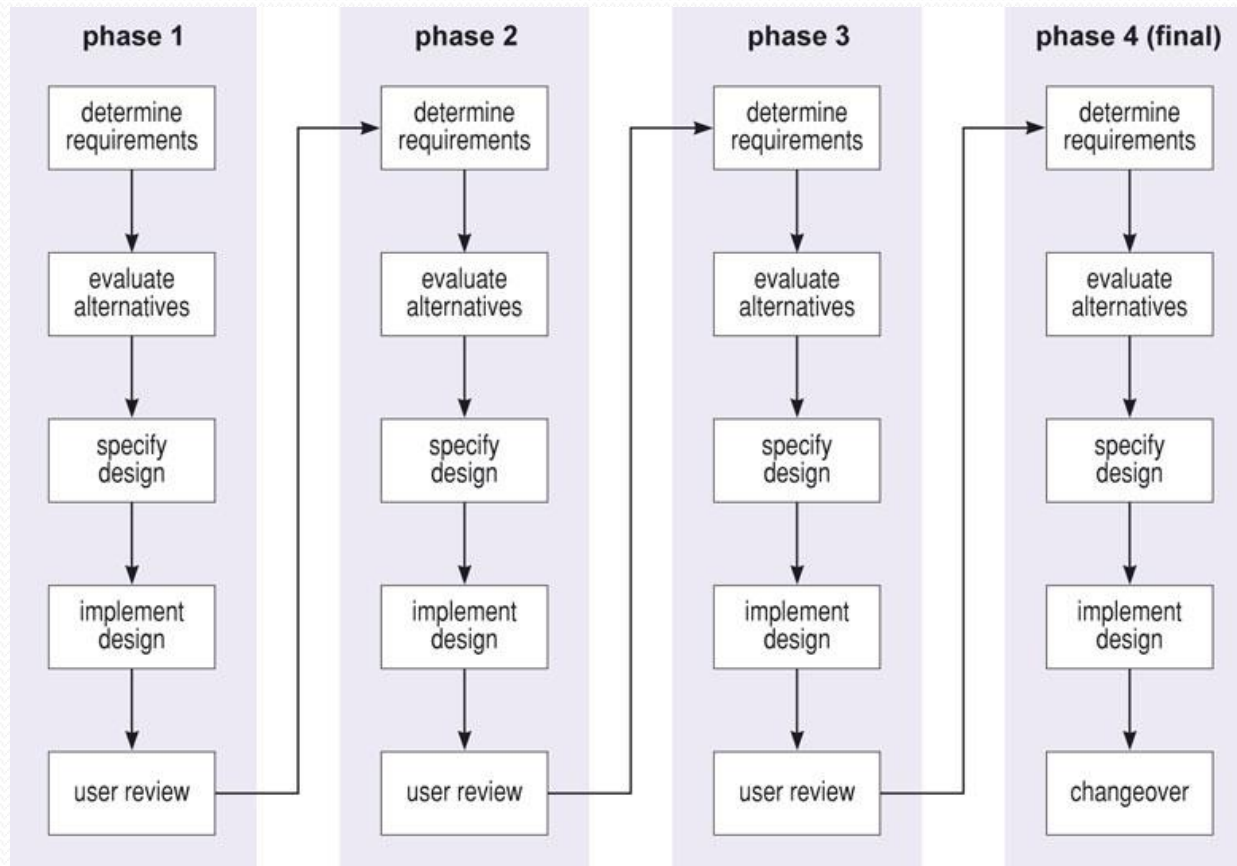 phase 1
determine
requirements
evaluate
alternatives
specify
design
implement
design
user review
phase 2
determine
requirements
evaluate
alternatives
specify
design
implement
design
user review
phase 3
determine
requirements
evaluate
alternatives
specify
design
implement
design
user review
phase 4 (final)
determine
requirements
evaluate
alternatives
specify
design
implement
design
changeover